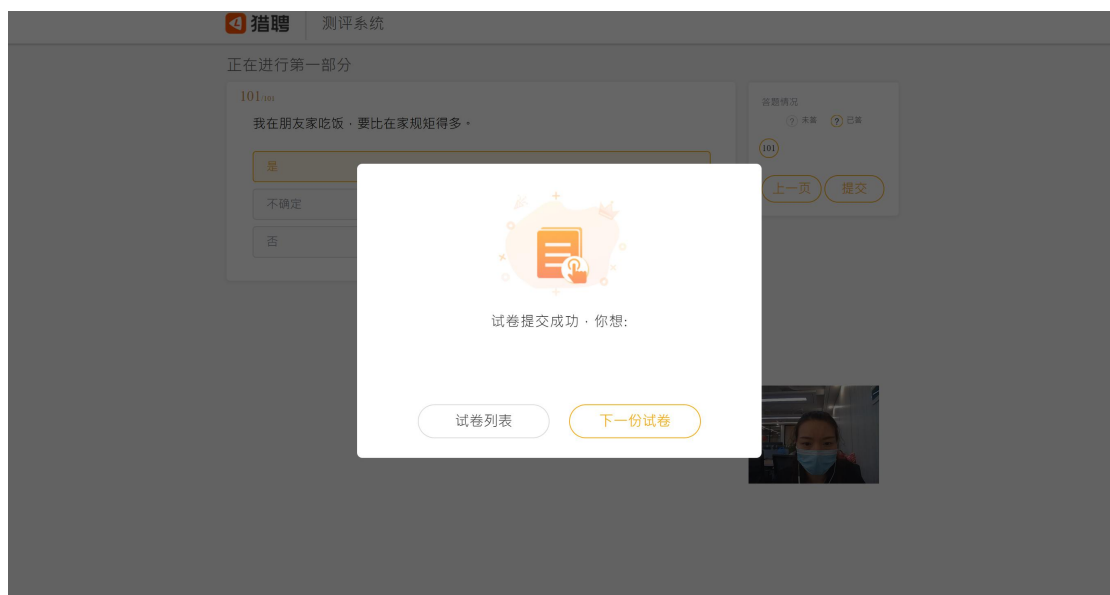 猎聘 测评系统
正在进行第一部分
101/101
我在朋友家吃饭，要比在家规矩得多。
是
不确定
否
答题情况
? 未答 ? 已答
101
上一页 提交
试卷提交成功，你想:
试卷列表 下一份试卷